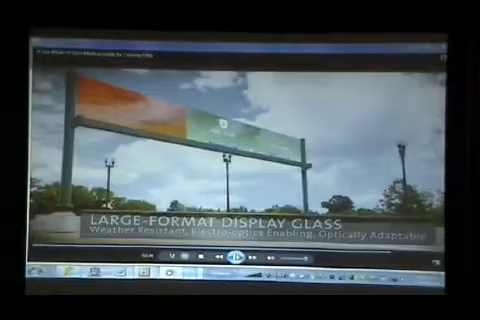 LARGE-FORMAT DISPLAY GLASS
Weather Resistant, Electro-optics Enabling, Optically Adaptable